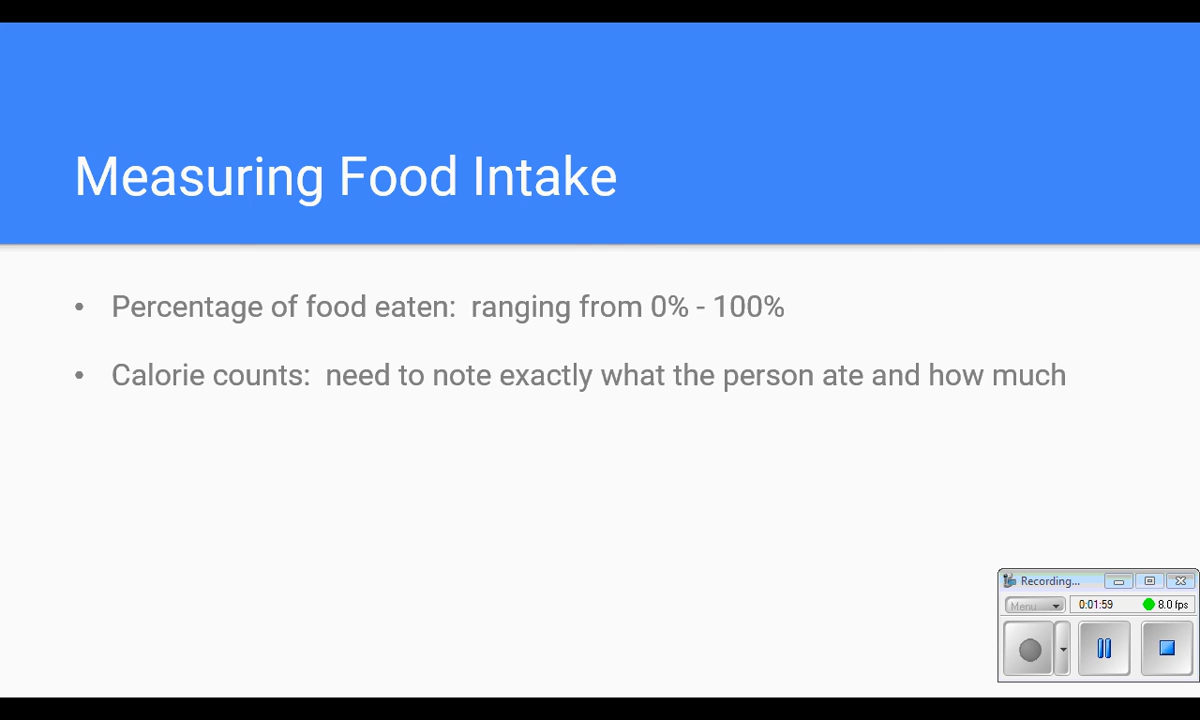 Measuring Food Intake
• Percentage of food eaten:  ranging from 0% - 100%
• Calorie counts:  need to note exactly what the person ate and how much
Recording...
Menu 0:01:59 8.0 fps